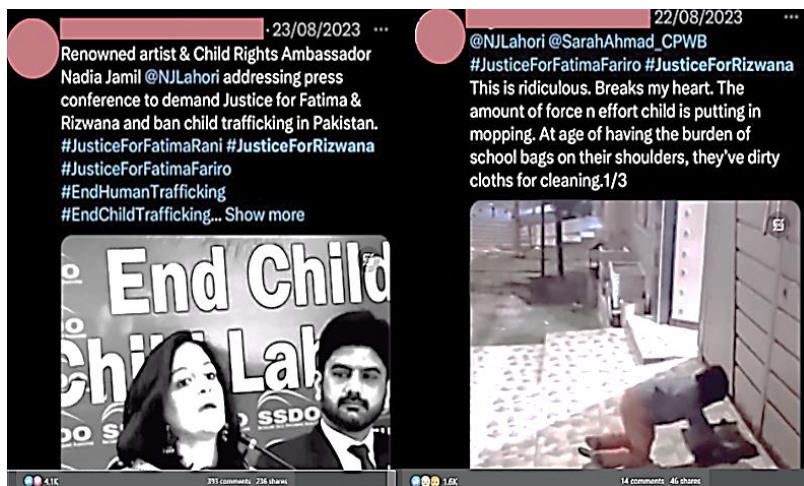 · 23/08/2023 ···
Renowned artist & Child Rights Ambassador
Nadia Jamil @NJLahori addressing press
conference to demand Justice for Fatima &
Rizwana and ban child trafficking in Pakistan.
#JusticeForFatimaRani #JusticeForRizwana
#JusticeForFatimaFariro
#EndHumanTrafficking
#EndChildTrafficking... Show more
End Child
Child Lab
SSDO
SSDO
4.1K 393 comments 236 shares
22/08/2023 ···
@NJLahori @SarahAhmad_CPWB
#JusticeForFatimaFariro #JusticeForRizwana
This is ridiculous. Breaks my heart. The
amount of force n effort child is putting in
mopping. At age of having the burden of
school bags on their shoulders, they've dirty
cloths for cleaning.1/3
1.6K 14 comments 46 shares